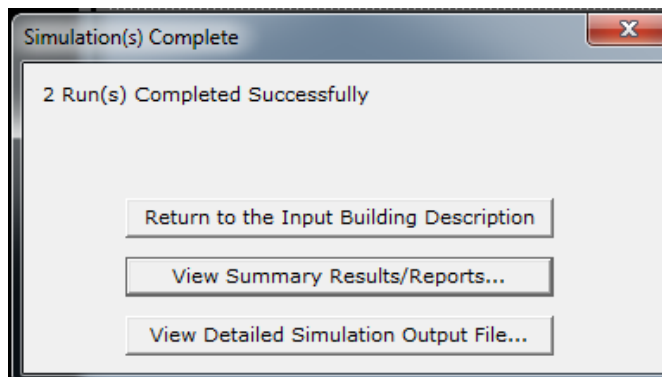 Simulation(s) Complete
2 Run(s) Completed Successfully
Return to the Input Building Description
View Summary Results/Reports...
View Detailed Simulation Output File...